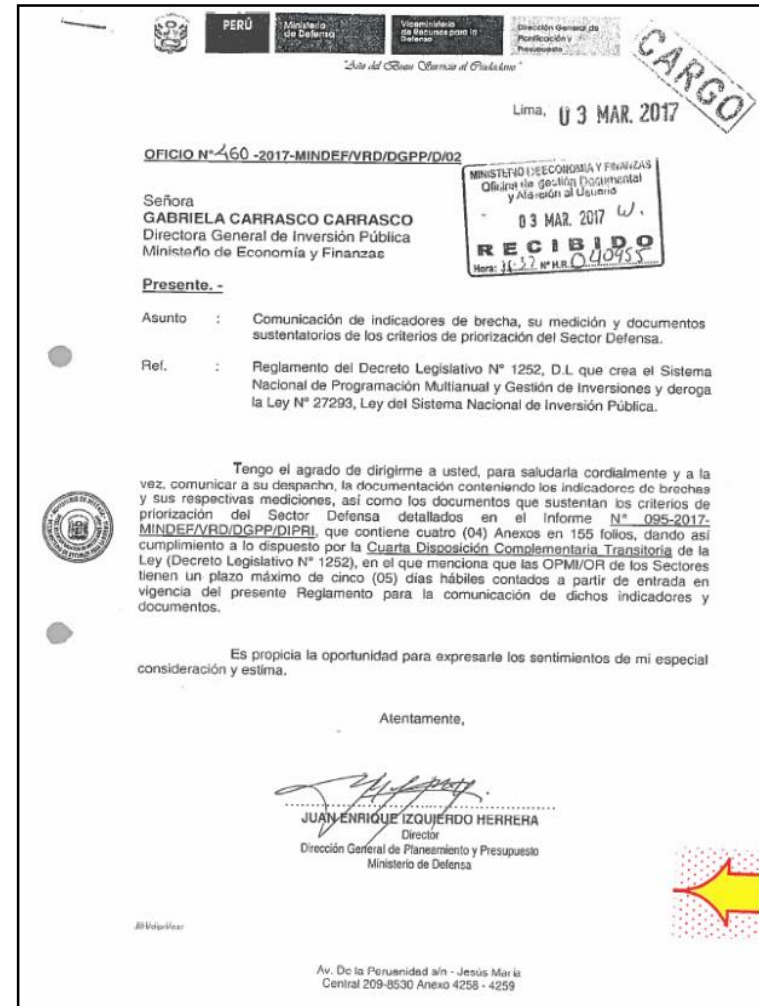 PERÚ
Ministerio
de Defensa
Viceministerio
de Recursos para la
Defensa
Dirección General de
Planificación y
Presupuesto
"Año del Buen Servicio al Ciudadano"
CARGO
Lima, 03 MAR. 2017
OFICIO N° 460 -2017-MINDEF/VRD/DGPP/D/02
MINISTERIO DE ECONOMIA Y FINANZAS
Oficina de Gestión Documental
y Atención al Usuario
03 MAR. 2017
RECIBIDO
Hora: N° H.R. 040955
Señora
GABRIELA CARRASCO CARRASCO
Directora General de Inversión Pública
Ministerio de Economía y Finanzas
Presente. -
Asunto : Comunicación de indicadores de brecha, su medición y documentos
sustentatorios de los criterios de priorización del Sector Defensa.
Ref. : Reglamento del Decreto Legislativo N° 1252, D.L que crea el Sistema
Nacional de Programación Multianual y Gestión de Inversiones y deroga
la Ley N° 27293, Ley del Sistema Nacional de Inversión Pública.
Tengo el agrado de dirigirme a usted, para saludarla cordialmente y a la
vez, comunicar a su despacho, la documentación conteniendo los indicadores de brechas
y sus respectivas mediciones, así como los documentos que sustentan los criterios de
priorización del Sector Defensa detallados en el Informe N° 095-2017-
MINDEF/VRD/DGPP/DIPRI, que contiene cuatro (04) Anexos en 155 folios, dando así
cumplimiento a lo dispuesto por la Cuarta Disposición Complementaria Transitoria de la
Ley (Decreto Legislativo N° 1252), en el que menciona que las OPMI/OR de los Sectores
tienen un plazo máximo de cinco (05) días hábiles contados a partir de entrada en
vigencia del presente Reglamento para la comunicación de dichos indicadores y
documentos.
Es propicia la oportunidad para expresarle los sentimientos de mi especial
consideración y estima.
Atentamente,
JUAN ENRIQUE IZQUIERDO HERRERA
Director
Dirección General de Planeamiento y Presupuesto
Ministerio de Defensa
Av. De la Peruanidad s/n - Jesús María
Central 209-8530 Anexo 4258 - 4259